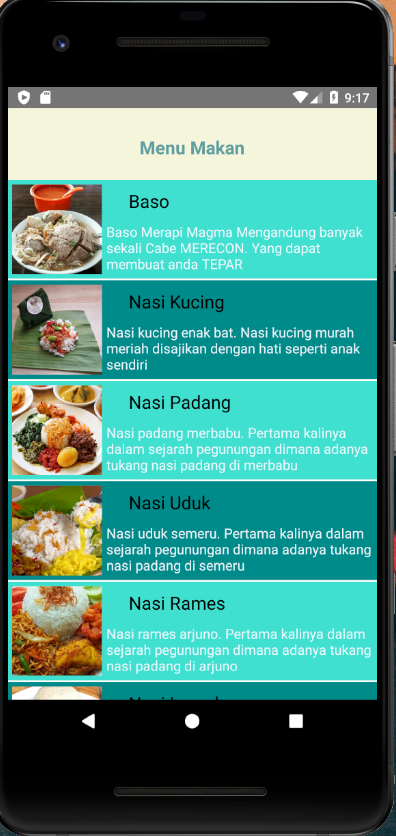 9:17
Menu Makan
Baso
Baso Merapi Magma Mengandung banyak
sekali Cabe MERECON. Yang dapat
membuat anda TEPAR
Nasi Kucing
Nasi kucing enak bat. Nasi kucing murah
meriah disajikan dengan hati seperti anak
sendiri
Nasi Padang
Nasi padang merbabu. Pertama kalinya
dalam sejarah pegunungan dimana adanya
tukang nasi padang di merbabu
Nasi Uduk
Nasi uduk semeru. Pertama kalinya dalam
sejarah pegunungan dimana adanya tukang
nasi padang di semeru
Nasi Rames
Nasi rames arjuno. Pertama kalinya dalam
sejarah pegunungan dimana adanya tukang
nasi padang di arjuno
Nasi